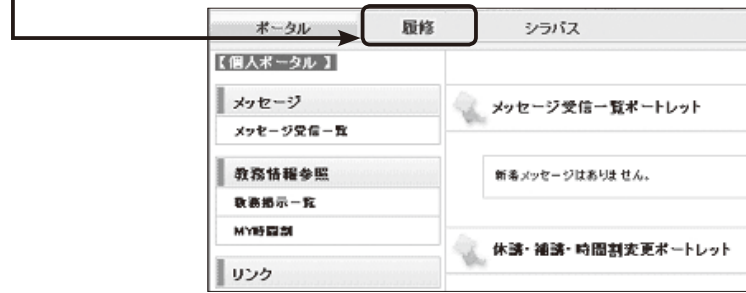 ポータル 履修 シラバス
【個人ポータル】
メッセージ
メッセージ受信一覧
教務情報参照
教務掲示一覧
MY時間割
リンク
メッセージ受信一覧ポートレット
新着メッセージはありません。
休講・補講・時間割変更ポートレット